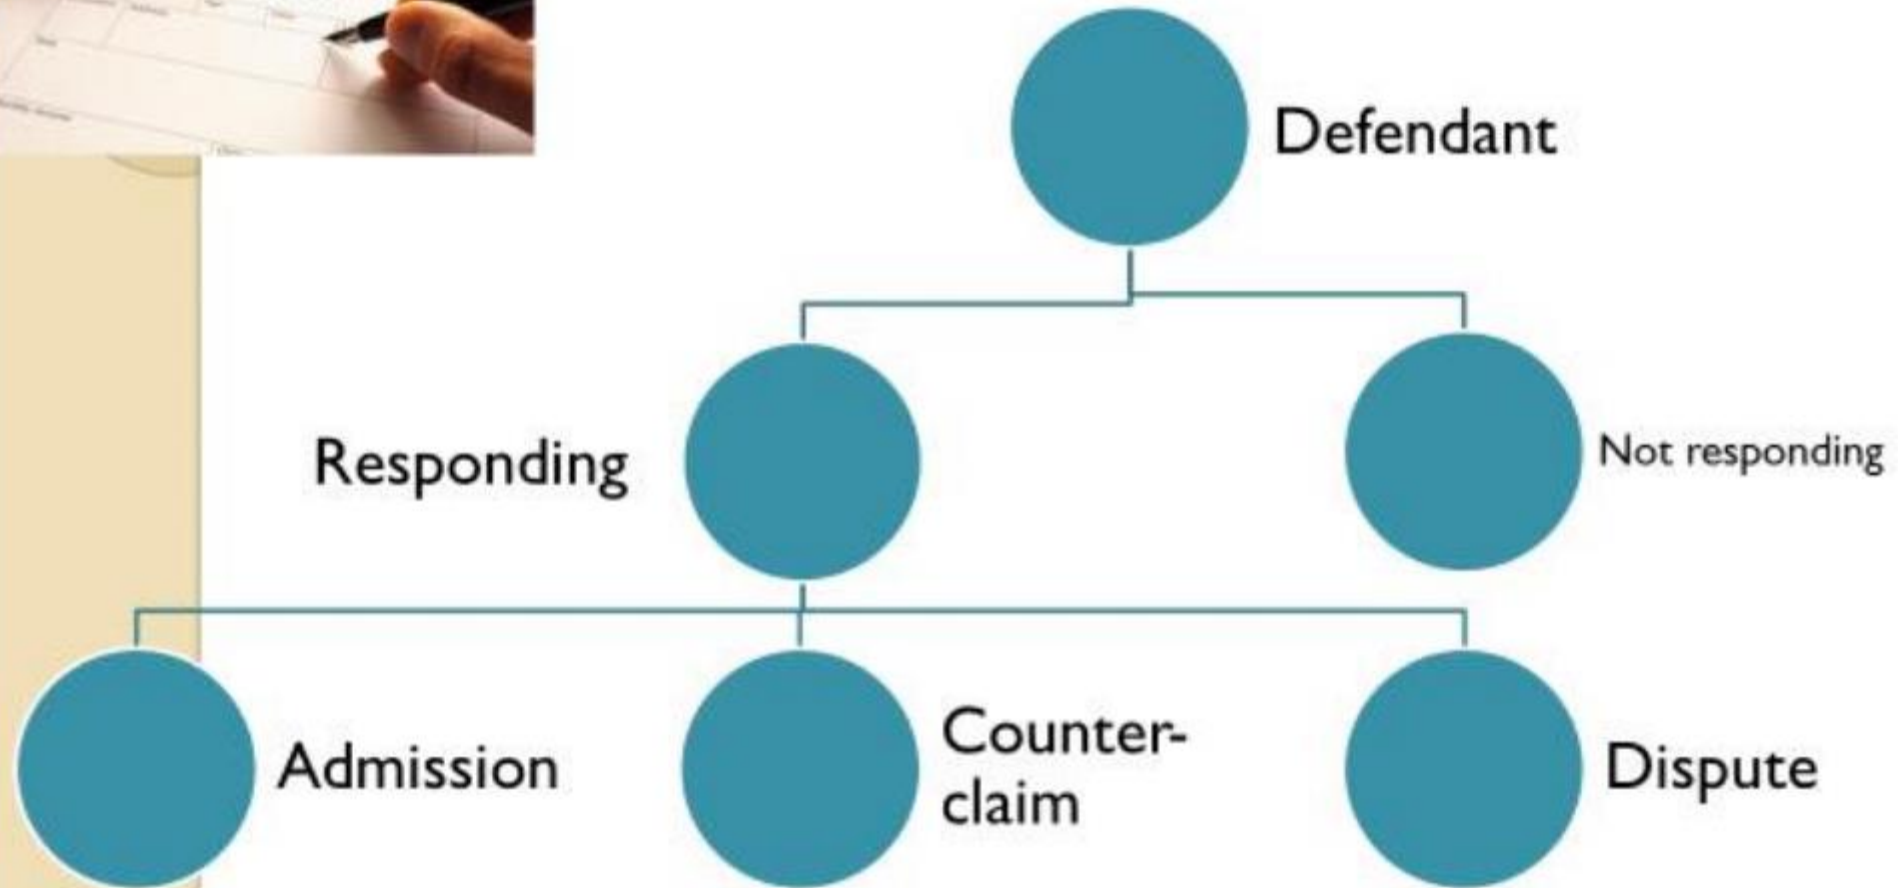 Defendant
Responding
Not responding
Admission
Counter-
claim
Dispute